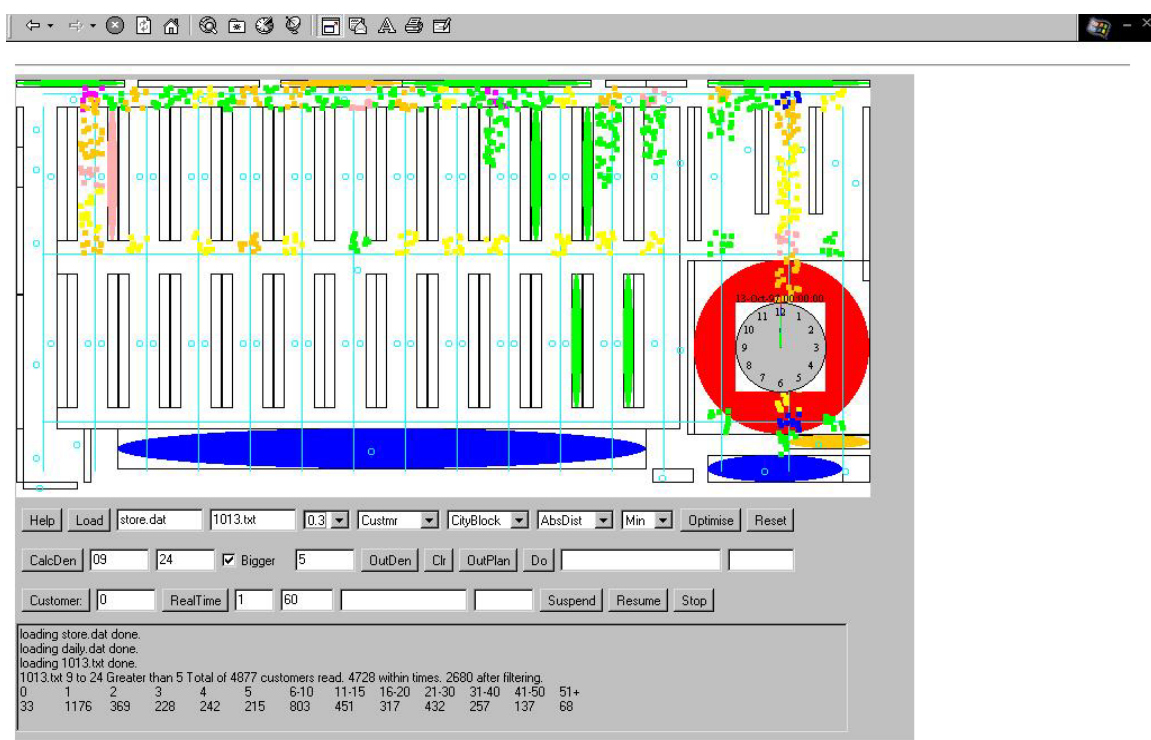 13-Oct-97 00:00:00
12
11 1
10 2
9 3
8 4
7 5
6
Help Load store.dat 1013.txt 0.3 Custmr CityBlock AbsDist Min Optimise Reset
CalcDen 09 24 Bigger 5 OutDen Clr OutPlan Do
Customer: 0 RealTime 1 60 Suspend Resume Stop
loading store.dat done.
loading daily.dat done.
loading 1013.txt done.
1013.txt 9 to 24 Greater than 5 Total of 4877 customers read. 4728 within times. 2680 after filtering.
0 1 2 3 4 5 6-10 11-15 16-20 21-30 31-40 41-50 51+
33 1176 369 228 242 215 803 451 317 432 257 137 68